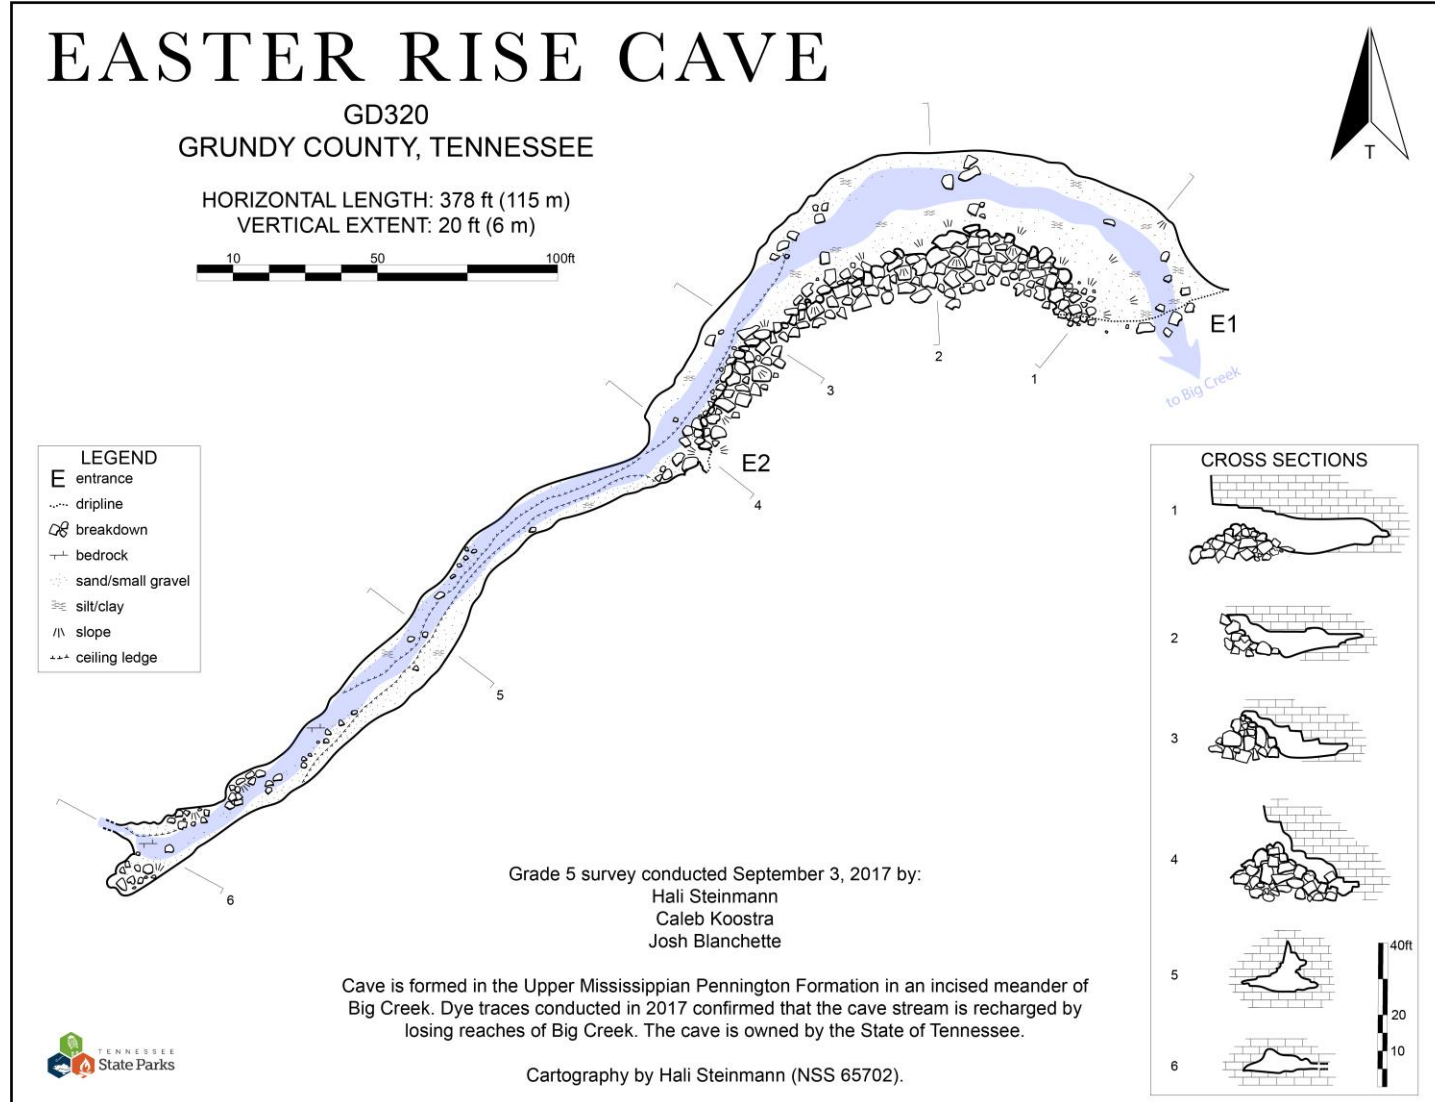 EASTER RISE CAVE
GD320
GRUNDY COUNTY, TENNESSEE
HORIZONTAL LENGTH: 378 ft (115 m)
VERTICAL EXTENT: 20 ft (6 m)
10 50 100ft
T
E1
to Big Creek
1
2
3
E2
4
5
6
LEGEND
E entrance
dripline
breakdown
bedrock
sand/small gravel
silt/clay
slope
ceiling ledge
CROSS SECTIONS
1
2
3
4
5
6
40ft
20
10
Grade 5 survey conducted September 3, 2017 by:
Hali Steinmann
Caleb Koostra
Josh Blanchette
Cave is formed in the Upper Mississippian Pennington Formation in an incised meander of
Big Creek. Dye traces conducted in 2017 confirmed that the cave stream is recharged by
losing reaches of Big Creek. The cave is owned by the State of Tennessee.
Cartography by Hali Steinmann (NSS 65702).
TENNESSEE
State Parks